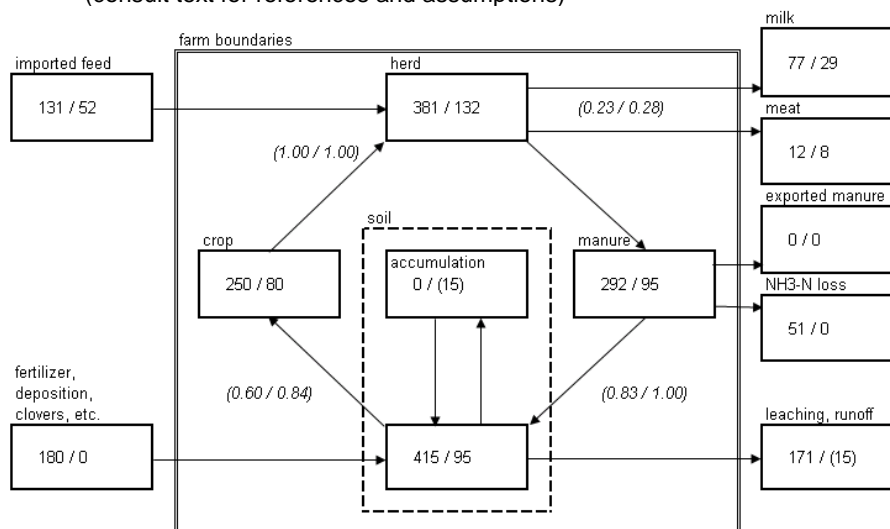 (consult text for references and assumptions)
milk
farm boundaries
77 / 29
imported feed
herd
131 / 52
381 / 132
(0.23 / 0.28)
meat
12 / 8
(1.00 / 1.00)
exported manure
soil
0 / 0
crop
manure
accumulation
0 / (15)
250 / 80
292 / 95
NH3-N loss
51 / 0
fertilizer,
deposition,
clovers, etc.
(0.60 / 0.84)
(0.83 / 1.00)
leaching, runoff
180 / 0
415 / 95
171 / (15)